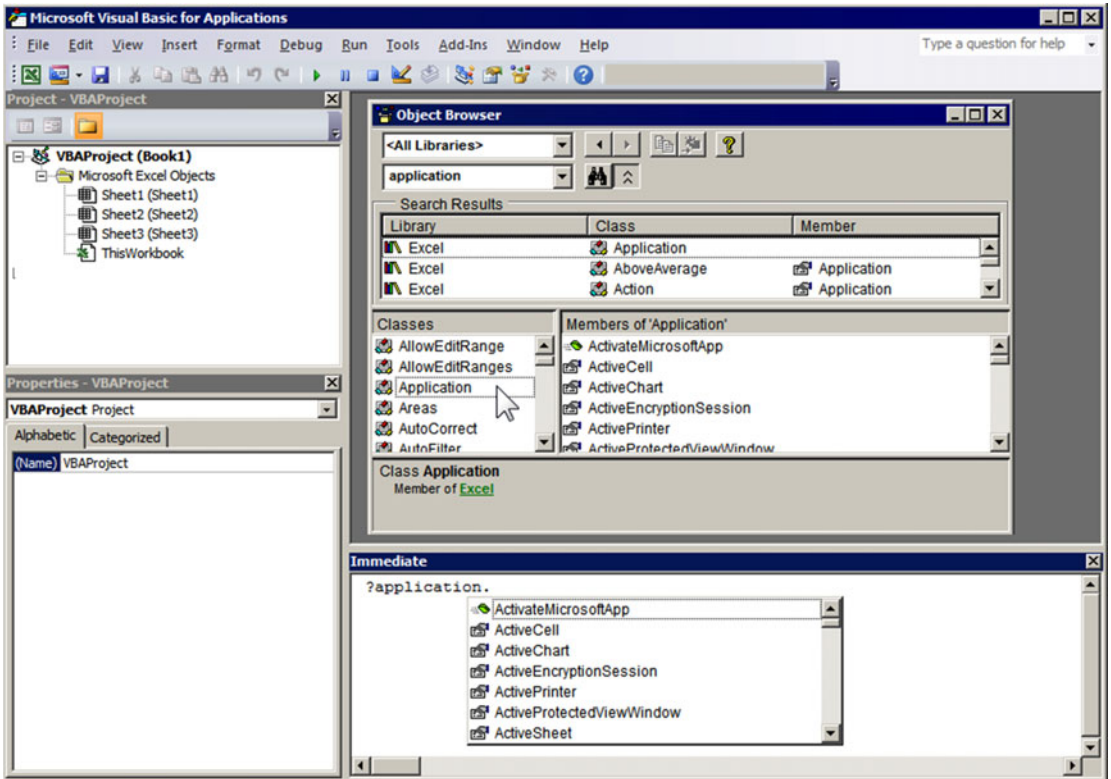 Microsoft Visual Basic for Applications
File Edit View Insert Format Debug Run Tools Add-Ins Window Help Type a question for help
Project - VBAProject
VBAProject (Book1)
Microsoft Excel Objects
Sheet1 (Sheet1)
Sheet2 (Sheet2)
Sheet3 (Sheet3)
ThisWorkbook
Properties - VBAProject
VBAProject Project
Alphabetic Categorized
(Name) VBAProject
Object Browser
<All Libraries>
application
Search Results
Library Class Member
Excel Application
Excel AboveAverage Application
Excel Action Application
Classes Members of 'Application'
AllowEditRange ActivateMicrosoftApp
AllowEditRanges ActiveCell
Application ActiveChart
Areas ActiveEncryptionSession
AutoCorrect ActivePrinter
AutoFilter ActiveProtectedViewWindow
Class Application
Member of Excel
Immediate
?application.
ActivateMicrosoftApp
ActiveCell
ActiveChart
ActiveEncryptionSession
ActivePrinter
ActiveProtectedViewWindow
ActiveSheet